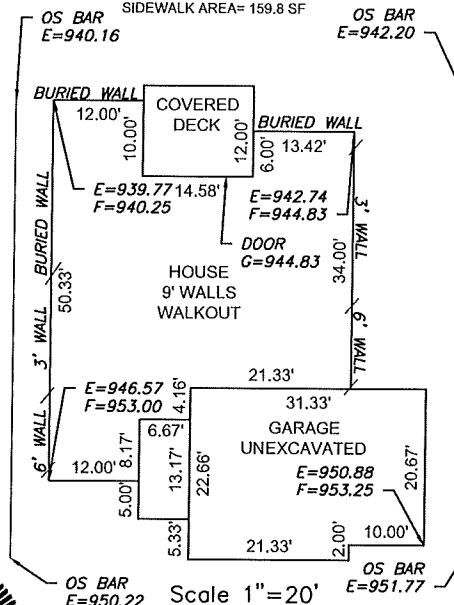 SIDEWALK AREA= 159.8 SF
OS BAR
E=940.16
OS BAR
E=942.20
BURIED WALL
12.00'
10.00'
COVERED
DECK
12.00'
14.58'
BURIED WALL
6.00'
13.42'
E=939.77
F=940.25
E=942.74
F=944.83
DOOR
G=944.83
BURIED WALL
50.33'
3' WALL
6' WALL
HOUSE
9' WALLS
WALKOUT
3' WALL
34.00'
6' WALL
E=946.57
F=953.00
12.00'
8.17'
5.00'
6.67'
4.16'
13.17'
22.66'
5.33'
21.33'
31.33'
GARAGE
UNEXCAVATED
E=950.88
F=953.25
20.67'
10.00'
2.00'
21.33'
OS BAR
E=950.22
Scale 1"=20'
OS BAR
E=951.77